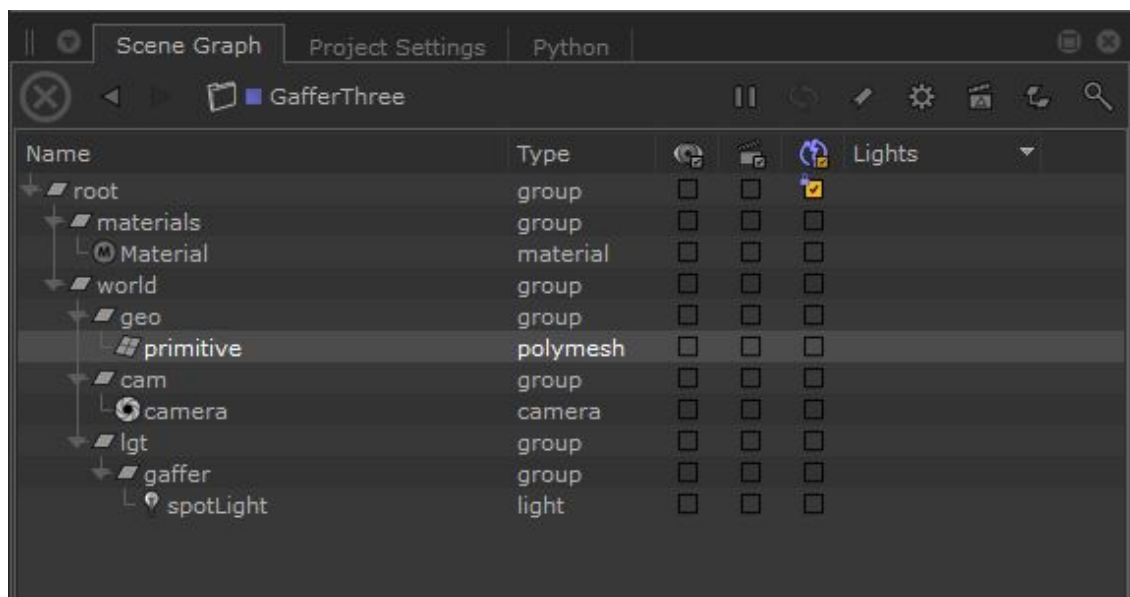 Scene Graph Project Settings Python
GafferThree
Name Type Lights
root group
materials group
M Material material
world group
geo group
primitive polymesh
cam group
camera camera
lgt group
gaffer group
spotLight light